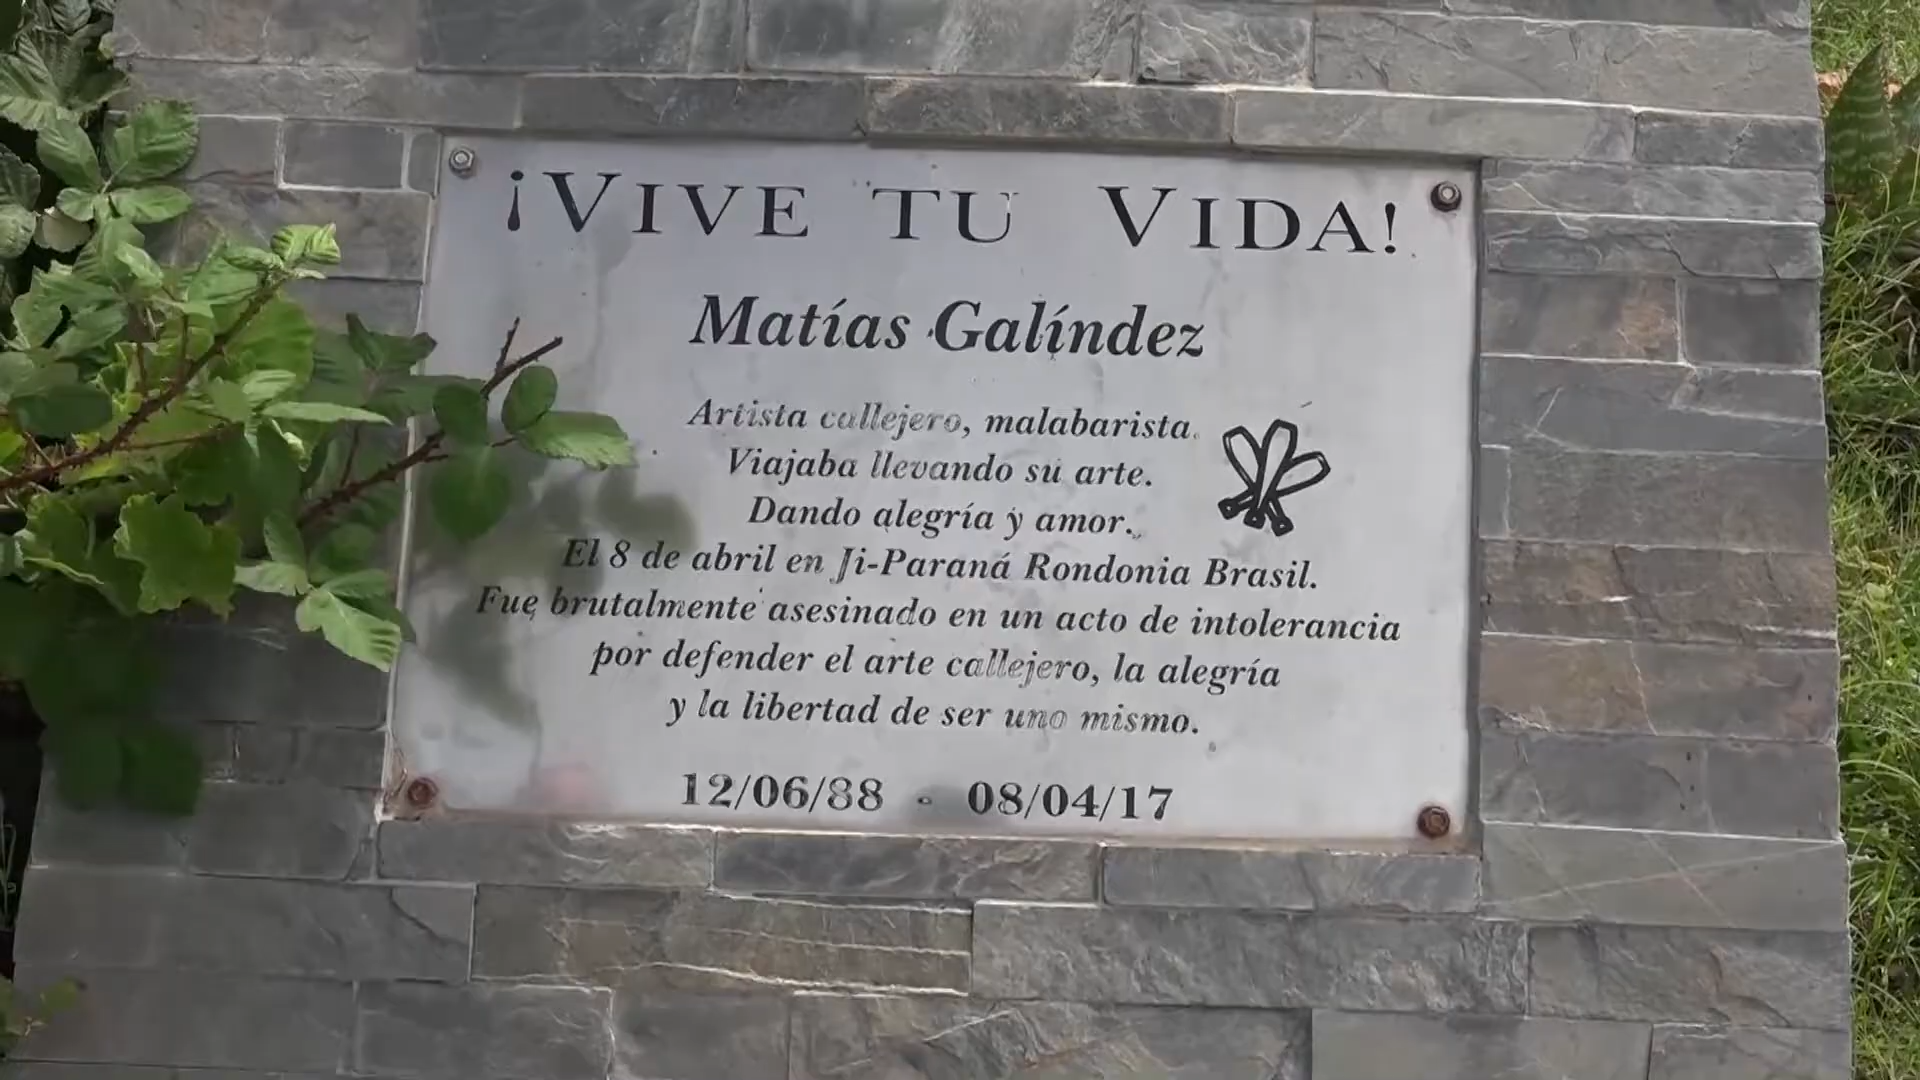 ¡VIVE TU VIDA!
Matías Galíndez
Artista callejero, malabarista.
Viajaba llevando su arte.
Dando alegría y amor.
El 8 de abril en Ji-Paraná Rondonia Brasil.
Fue brutalmente asesinado en un acto de intolerancia
por defender el arte callejero, la alegría
y la libertad de ser uno mismo.
12/06/88 - 08/04/17